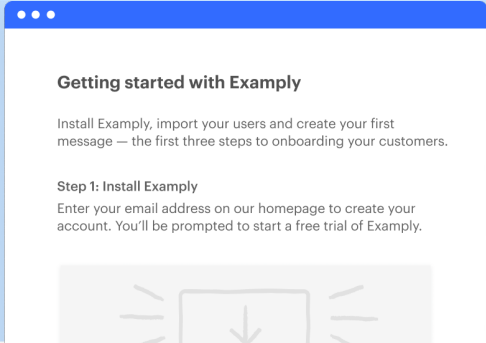 Getting started with Examply
Install Examply, import your users and create your first
message — the first three steps to onboarding your customers.
Step 1: Install Examply
Enter your email address on our homepage to create your
account. You’ll be prompted to start a free trial of Examply.